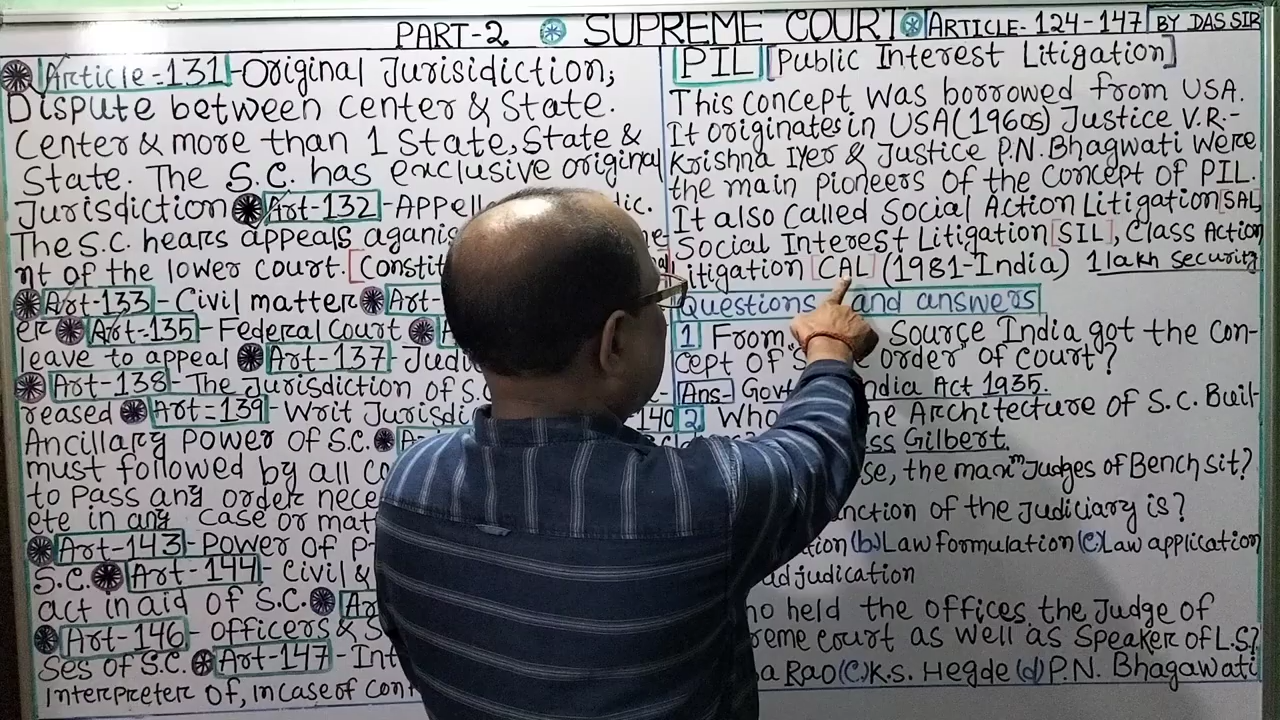 PART-2 SUPREME COURT ARTICLE-124-147 BY DAS SIR
Article=131-Original Jurisidiction;
Dispute between Center & State.
Center & more than 1 State, State &
State. The S.C. has exclusive original
Jurisdiction Art-132-Appell dic.
The S.C. hears appeals aganis
nt of the lower court. [Constit
Art-133-Civil matter Art-
er Art-135-Federal Court
leave to appeal Art-137-Judi
Art-138-The Jurisdiction of S.C
reased Art=139-Writ Jurisdi 140
Ancillary power of S.C.
must followed by all co
to Pass any order nece
ete in any case or mat
Art-143-Power of P
S.C. Art-144-Civil &
act in aid of S.C.
Art-146-officers & S
ses of S.C. Art-147-Int
Interpreter of, in case of con
PIL [Public Interest Litigation]
This Concept was borrowed from USA.
It originates in USA (1960s) Justice V.R.-
Krishna Iyer & Justice P.N. Bhagwati Were
the main pioneers of the concept of PIL.
It also Called Social Action Litigation [SAL]
Social Interest Litigation [SIL], Class Action
Litigation [CAL] (1981-India) 1 lakh security
Questions and answers
1 From Source India got the con-
cept of order of court?
Ans- Govt India Act 1935.
2 Who the Architecture of S.C. Buil-
Gilbert.
se, the maxm Judges of Bench sit?
nction of the Judiciary is?
tion (b) Law formulation (c) Law application
adjudication
ho held the offices the Judge of
reme court as well as Speaker of L.S?
a Rao (c) K.S. Hegde (d) P.N. Bhagawati